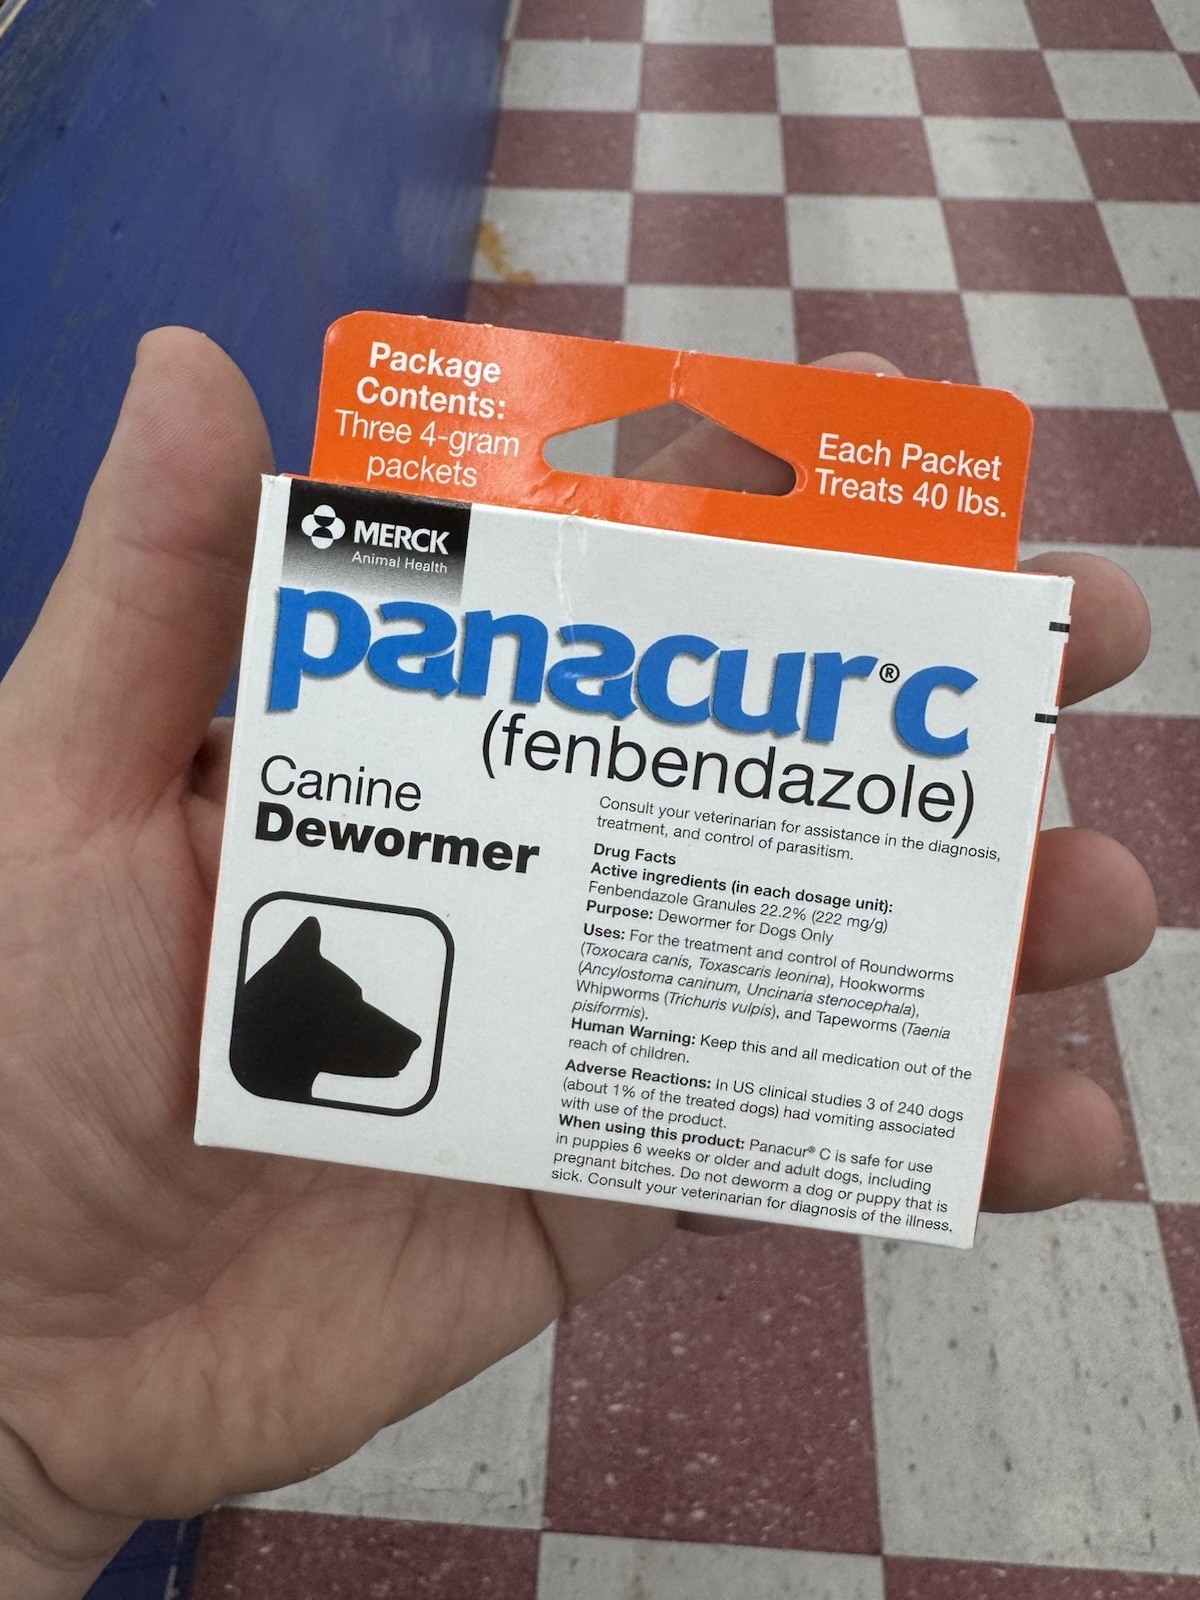 Package
Contents:
Three 4-gram
packets
Each Packet
Treats 40 lbs.
MERCK
Animal Health
panacur® c
(fenbendazole)
Canine
Dewormer
Consult your veterinarian for assistance in the diagnosis,
treatment, and control of parasitism.
Drug Facts
Active ingredients (in each dosage unit):
Fenbendazole Granules 22.2% (222 mg/g)
Purpose: Dewormer for Dogs Only
Uses: For the treatment and control of Roundworms
(Toxocara canis, Toxascaris leonina), Hookworms
(Ancylostoma caninum, Uncinaria stenocephala),
Whipworms (Trichuris vulpis), and Tapeworms (Taenia
pisiformis).
Human Warning: Keep this and all medication out of the
reach of children.
Adverse Reactions: in US clinical studies 3 of 240 dogs
(about 1% of the treated dogs) had vomiting associated
with use of the product.
When using this product: Panacur® C is safe for use
in puppies 6 weeks or older and adult dogs, including
pregnant bitches. Do not deworm a dog or puppy that is
sick. Consult your veterinarian for diagnosis of the illness.